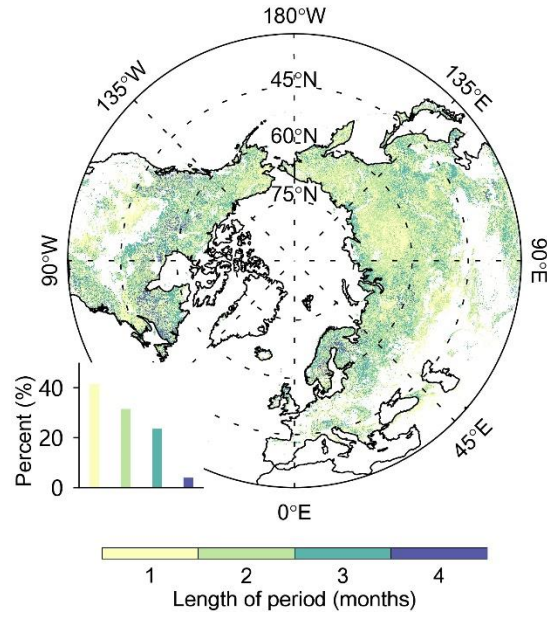 180°W
135°W
135°E
45°N
60°N
75°N
90°W
90°E
45°E
0°E
Percent (%)
40
20
0
1 2 3 4
Length of period (months)